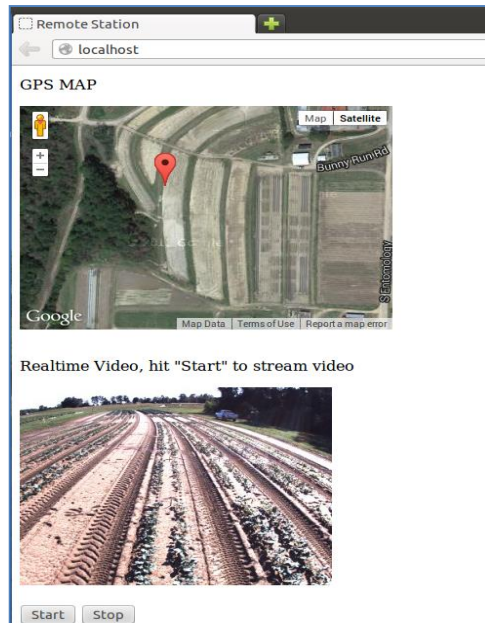 Remote Station
localhost
GPS MAP
Map Satellite
+
Bunny Run Rd
−
S Entomology
Google
Map Data Terms of Use Report a map error
Realtime Video, hit "Start" to stream video
Start Stop